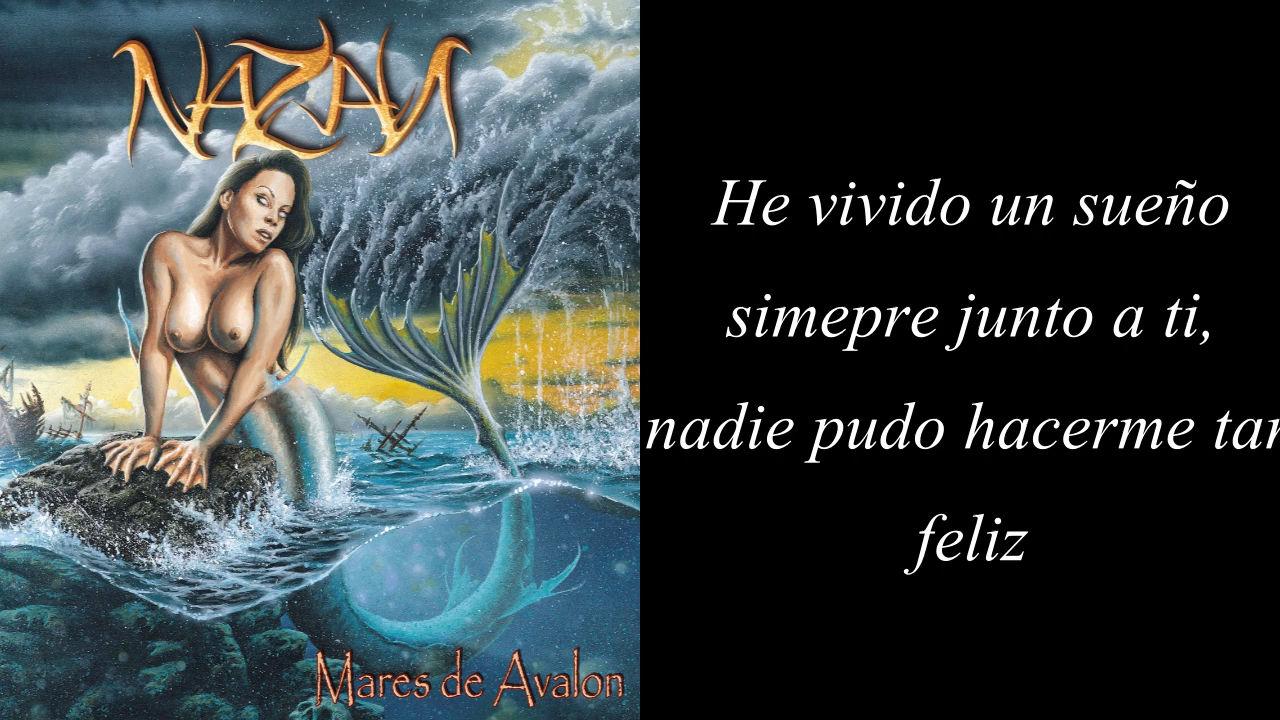 NAZAN
Mares de Avalon
He vivido un sueño
simepre junto a ti,
nadie pudo hacerme tan
feliz